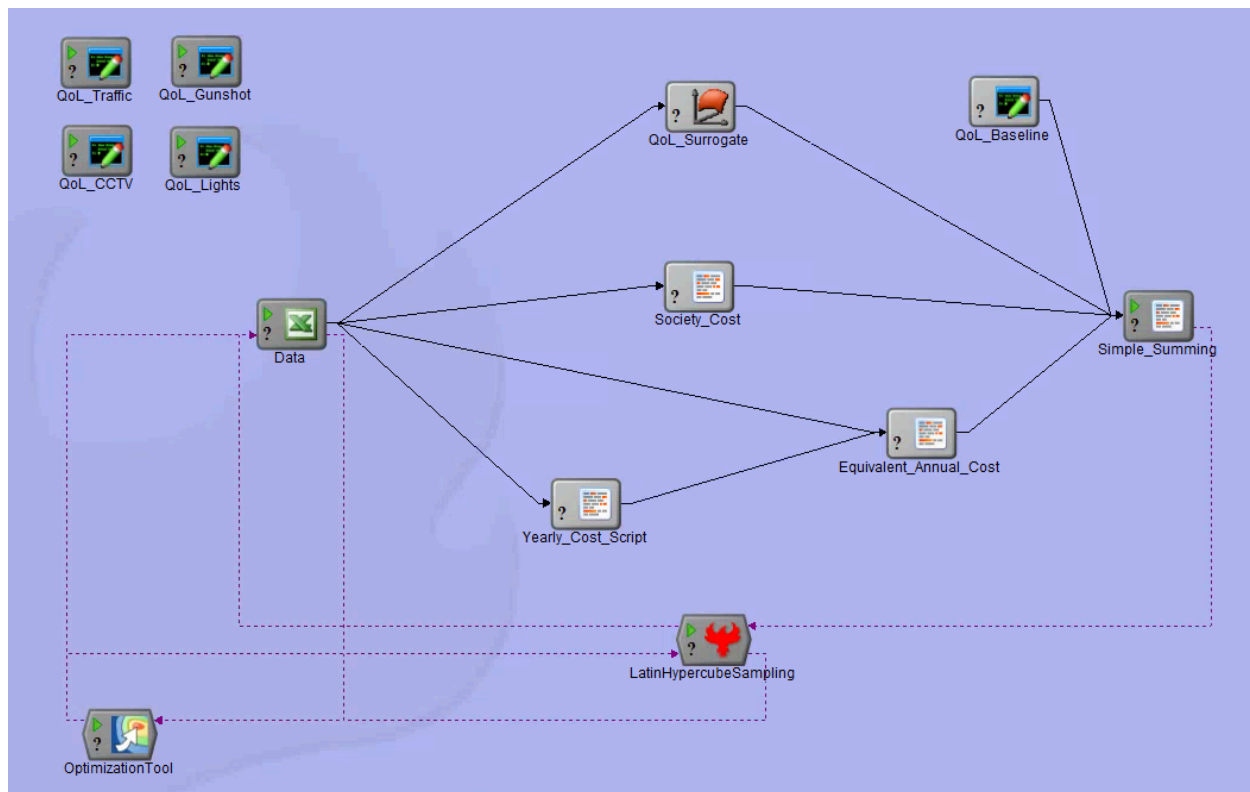 QoL_Traffic
QoL_Gunshot
QoL_CCTV
QoL_Lights
QoL_Surrogate
QoL_Baseline
Society_Cost
Simple_Summing
Data
Equivalent_Annual_Cost
Yearly_Cost_Script
LatinHypercubeSampling
OptimizationTool